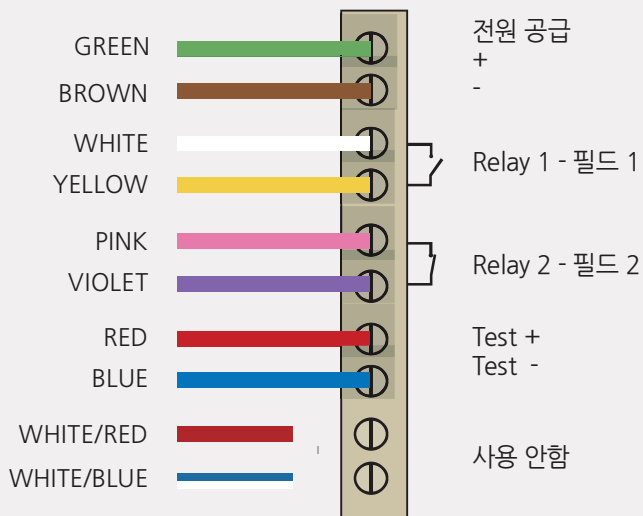 GREEN
전원 공급
+
BROWN
-
WHITE
Relay 1 - 필드 1
YELLOW
PINK
Relay 2 - 필드 2
VIOLET
RED
Test +
Test -
BLUE
WHITE/RED
사용 안함
WHITE/BLUE